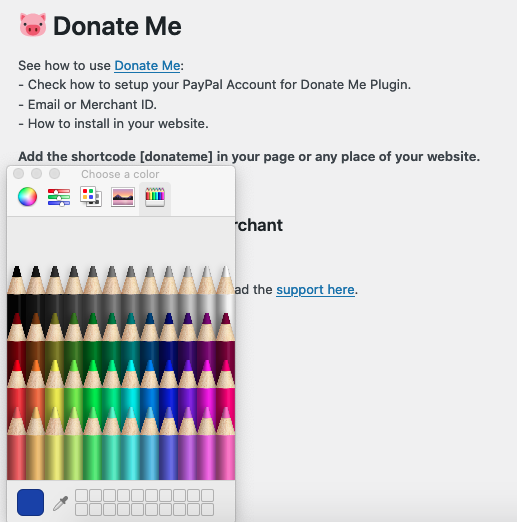 Donate Me
See how to use Donate Me:
- Check how to setup your PayPal Account for Donate Me Plugin.
- Email or Merchant ID.
- How to install in your website.
Add the shortcode [donateme] in your page or any place of your website.
Choose a color
rchant
ad the support here.